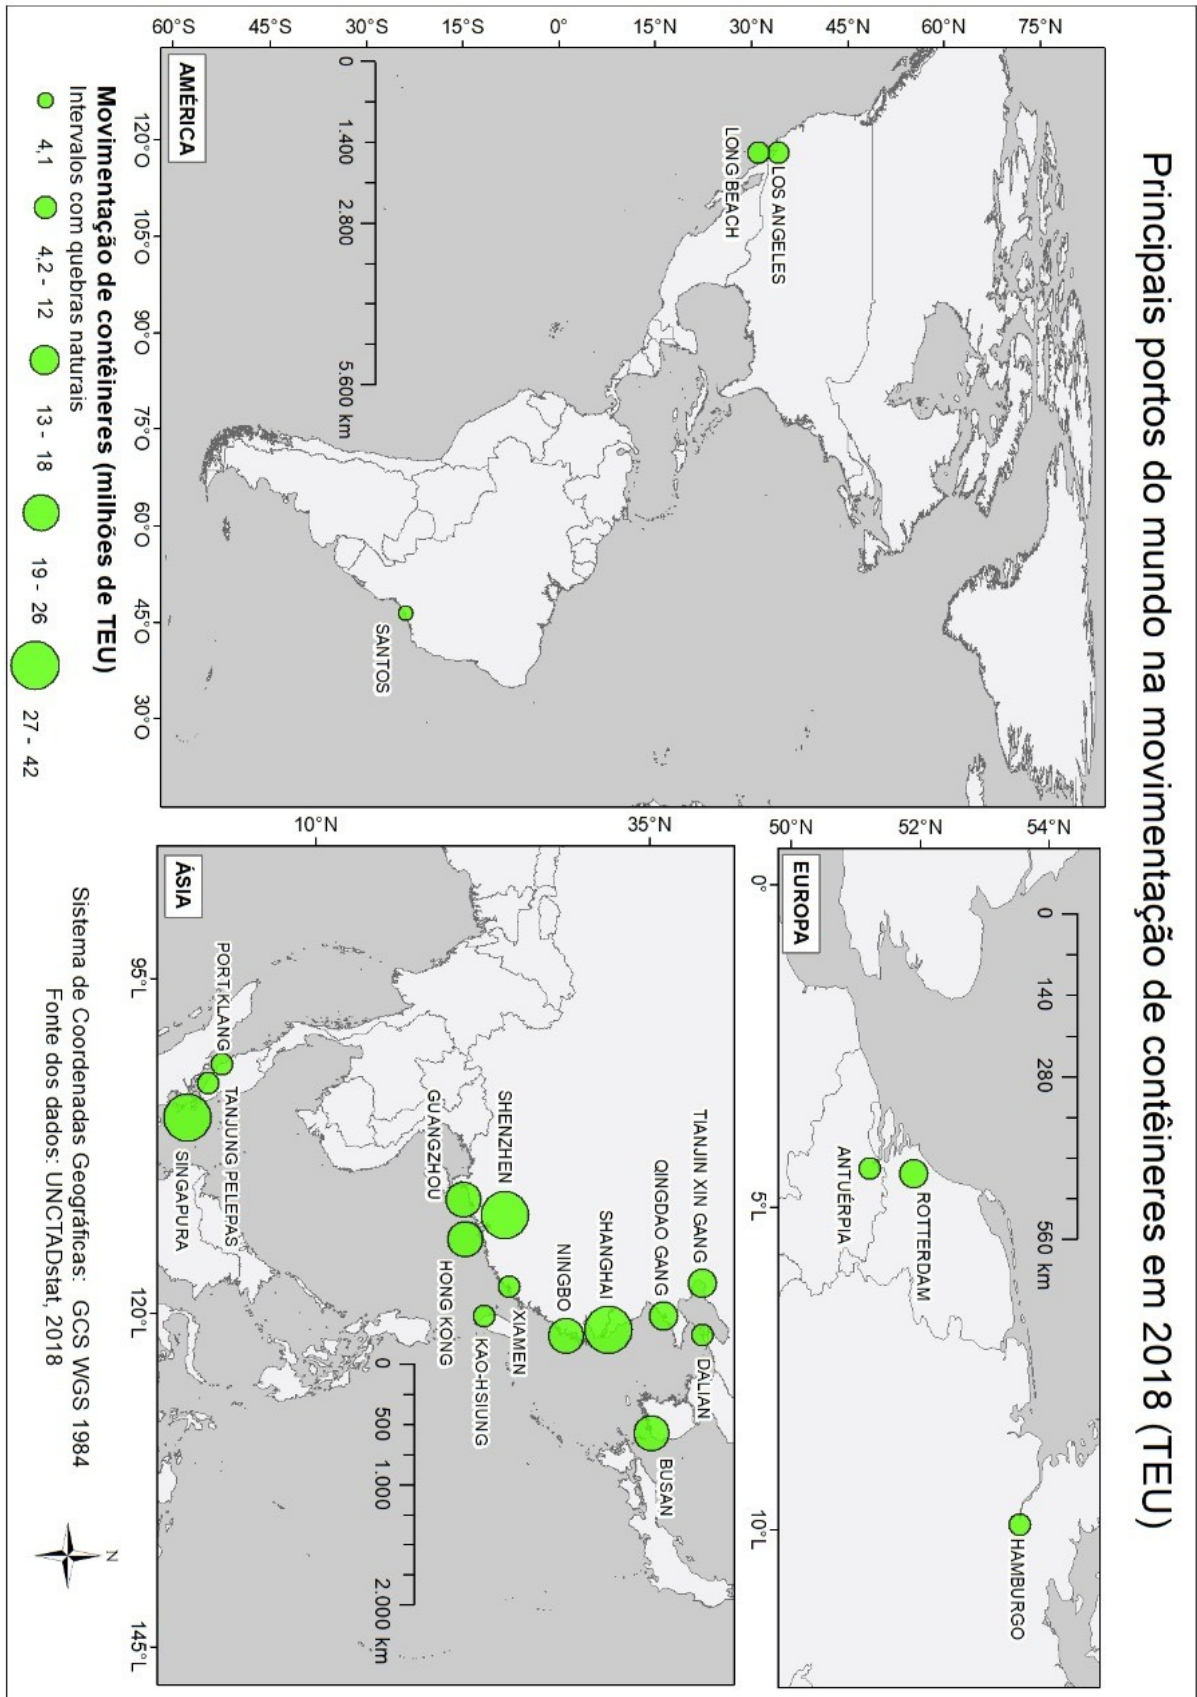 Principais portos do mundo na movimentação de contêineres em 2018 (TEU)
75°N
60°N
45°N
30°N
15°N
0°
15°S
30°S
45°S
60°S
120°O
105°O
90°O
75°O
60°O
45°O
30°O
LOS ANGELES
LONG BEACH
SANTOS
0 1.400 2.800 5.600 km
AMÉRICA
54°N
52°N
50°N
0°
5°L
10°L
0 140 280 560 km
HAMBURGO
ROTTERDAM
ANTUÉRPIA
EUROPA
35°N
10°N
95°L
120°L
145°L
TIANJIN XIN GANG
DALIAN
QINGDAO GANG
BUSAN
SHANGHAI
NINGBO
SHENZHEN
XIAMEN
KAO-HSIUNG
GUANGZHOU
HONG KONG
0 500 1.000 2.000 km
PORT KLANG
TANJUNG PELEPAS
SINGAPURA
ÁSIA
Movimentação de contêineres (milhões de TEU)
Intervalos com quebras naturais
4,1 4,2 - 12 13 - 18 19 - 26 27 - 42
Sistema de Coordenadas Geográficas: GCS WGS 1984
Fonte dos dados: UNCTADstat, 2018
N